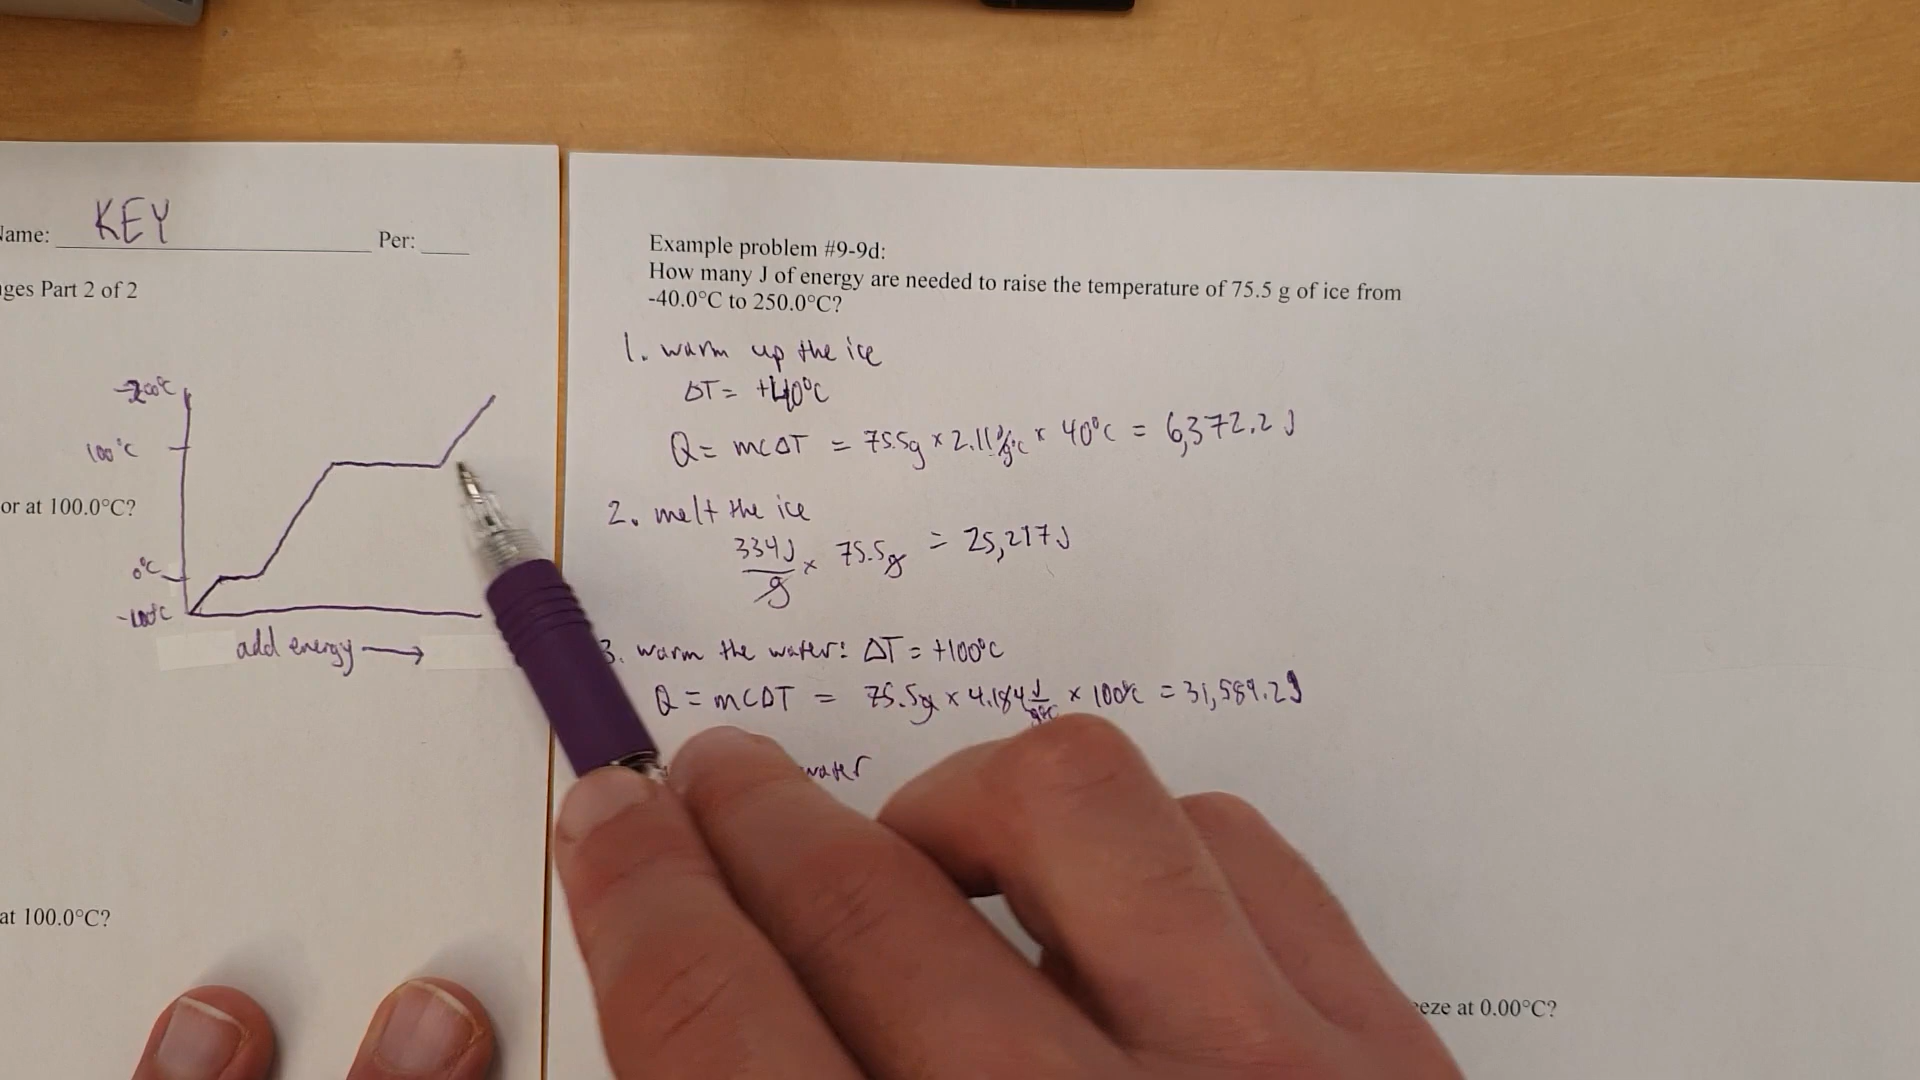 Name: KEY Per:
ges Part 2 of 2
200°C
100°C
or at 100.0°C?
0°C
-100°C
add energy →
at 100.0°C?
Example problem #9-9d:
How many J of energy are needed to raise the temperature of 75.5 g of ice from
-40.0°C to 250.0°C?
1. warm up the ice
ΔT = +40°C
Q = mCΔT = 75.5g × 2.11 J/g°C × 40°C = 6,372.2 J
2. melt the ice
334J/g × 75.5g = 25,217 J
3. warm the water: ΔT = +100°C
Q = mCΔT = 75.5g × 4.184 J/g°C × 100°C = 31,589.2 J
water
eeze at 0.00°C?